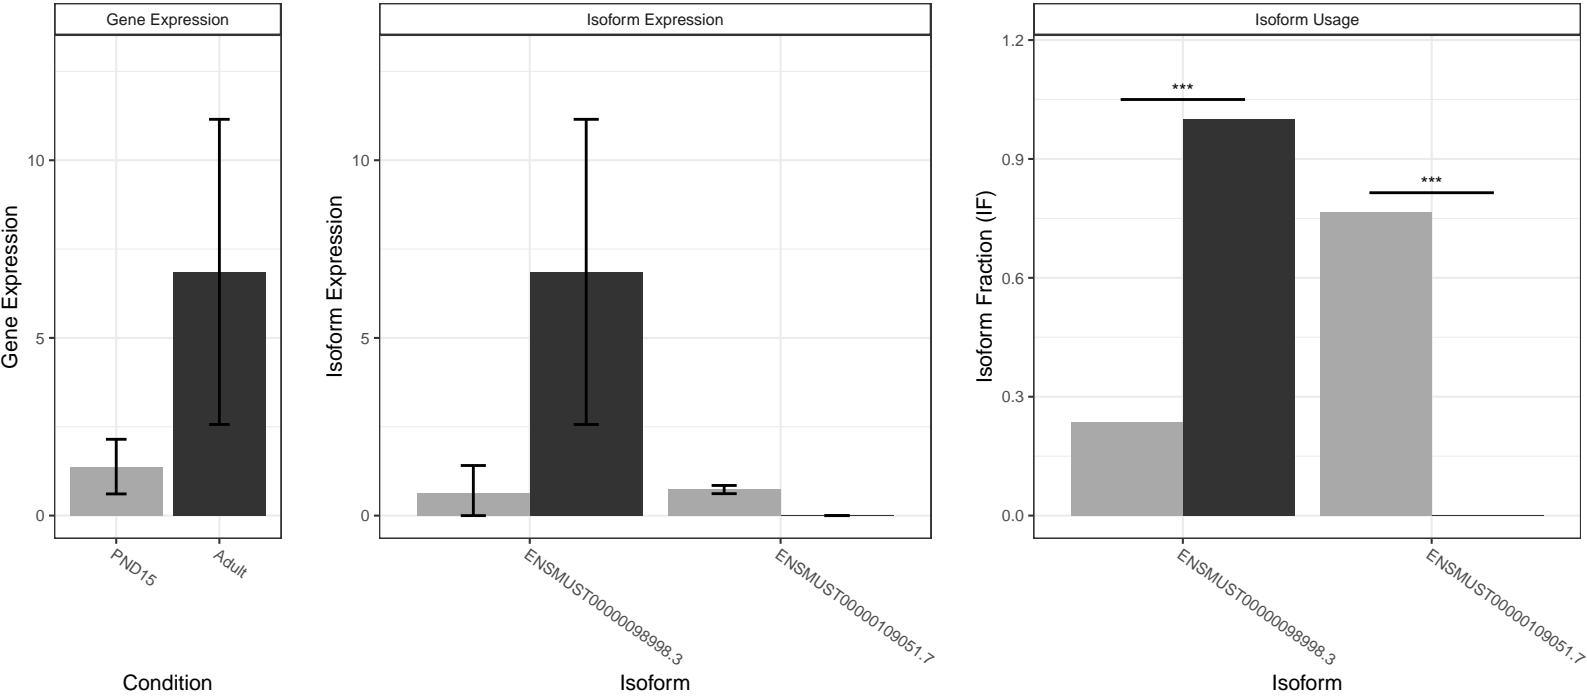 Gene Expression
Isoform Expression
Isoform Usage
Gene Expression
10
5
0
PND15
Adult
Condition
Isoform Expression
10
5
0
ENSMUST00000098998.3
ENSMUST00000109051.7
Isoform
Isoform Fraction (IF)
1.2
0.9
0.6
0.3
0.0
***
***
ENSMUST00000098998.3
ENSMUST00000109051.7
Isoform